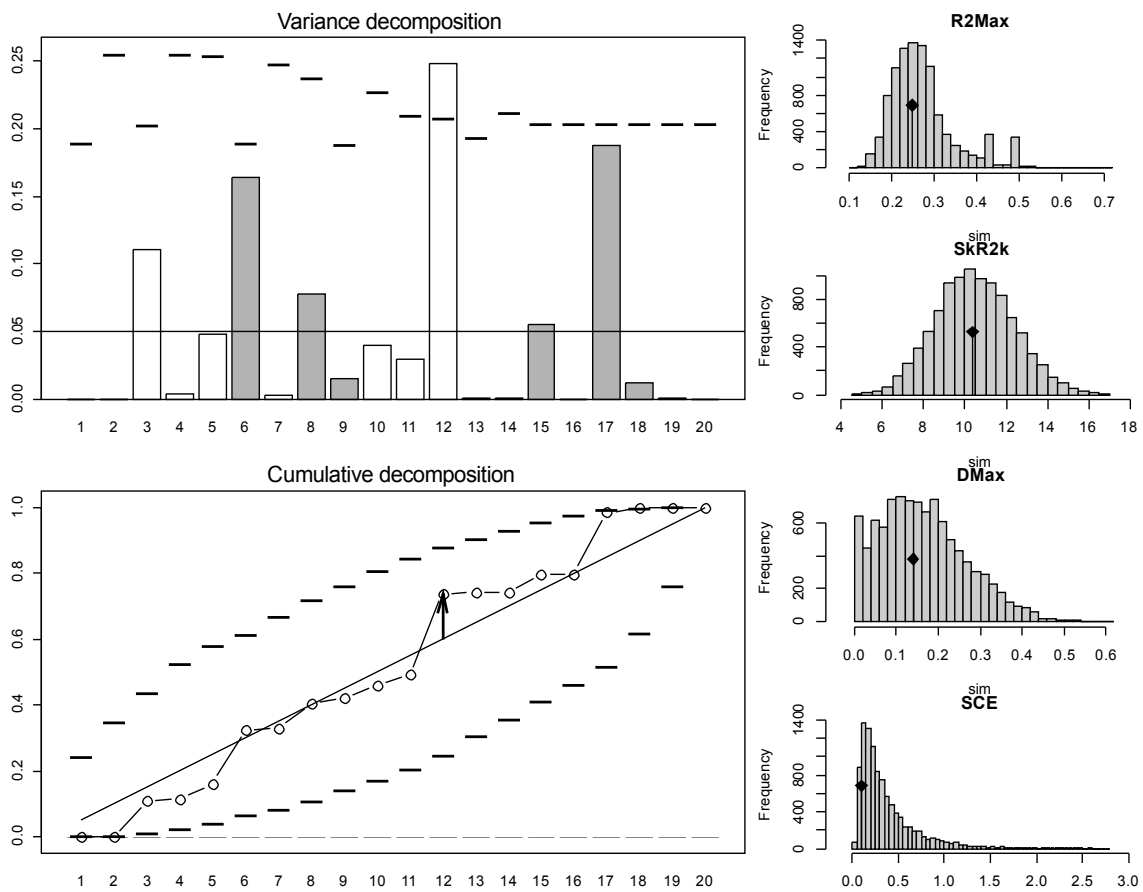 Variance decomposition
0.25
0.20
0.15
0.10
0.05
0.00
1 2 3 4 5 6 7 8 9 10 11 12 13 14 15 16 17 18 19 20
Cumulative decomposition
1.0
0.8
0.6
0.4
0.2
0.0
1 2 3 4 5 6 7 8 9 10 11 12 13 14 15 16 17 18 19 20
R2Max
Frequency
1400
800
400
0
0.1 0.2 0.3 0.4 0.5 0.6 0.7
sim
SkR2k
Frequency
800
400
0
4 6 8 10 12 14 16 18
sim
DMax
Frequency
600
200
0
0.0 0.1 0.2 0.3 0.4 0.5 0.6
sim
SCE
Frequency
1400
800
400
0
0.0 0.5 1.0 1.5 2.0 2.5 3.0